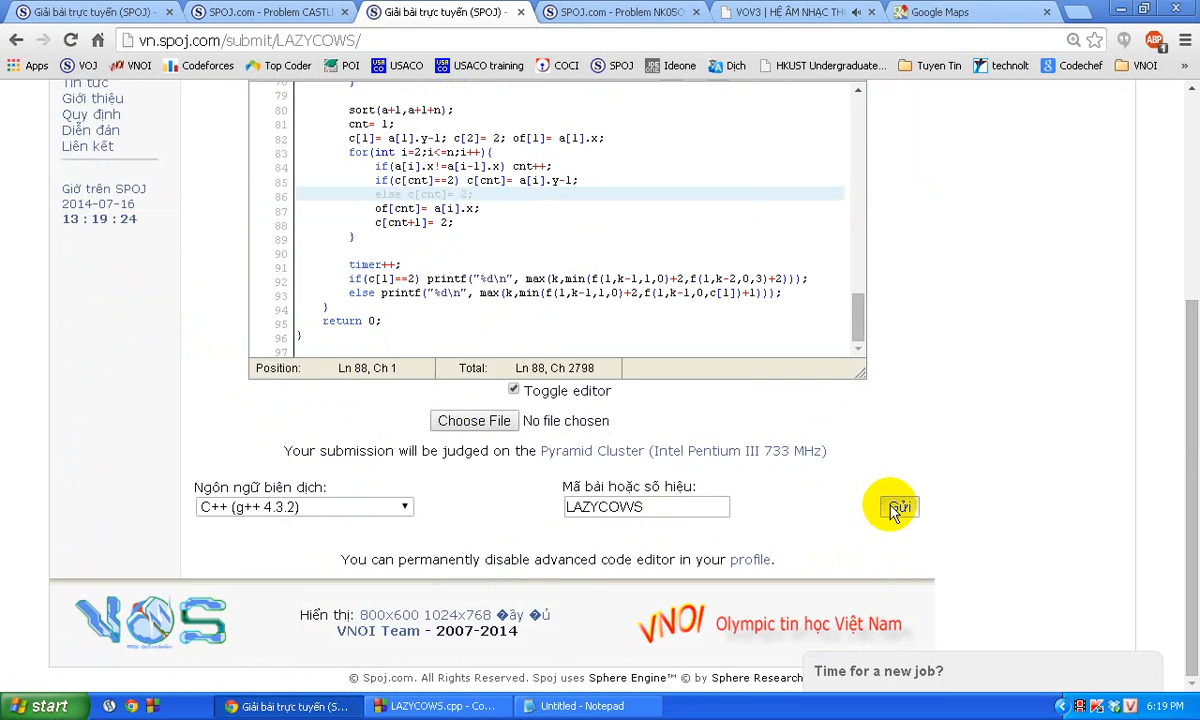 Giải bài trực tuyến (SPOJ) -
SPOJ.com - Problem CASTL
Giải bài trực tuyến (SPOJ) -
SPOJ.com - Problem NK05O
VOV3 | HỆ ÂM NHẠC TH
Google Maps
vn.spoj.com/submit/LAZYCOWS/
ABP
1
Apps
VOJ
VNOI
Codeforces
Top Coder
POI
USACO
USACO training
COCI
SPOJ
Ideone
Dịch
HKUST Undergraduate...
Tuyen Tin
technolt
Codechef
VNOI
»
Tin tức
Giới thiệu
Quy định
Diễn đàn
Liên kết
Giờ trên SPOJ
2014-07-16
13 : 19 : 24
79
80 sort(a+1,a+1+n);
81 cnt= 1;
82 c[1]= a[1].y-1; c[2]= 2; of[1]= a[1].x;
83 for(int i=2;i<=n;i++){
84 if(a[i].x!=a[i-1].x) cnt++;
85 if(c[cnt]==2) c[cnt]= a[i].y-1;
86 else c[cnt]= 2;
87 of[cnt]= a[i].x;
88 c[cnt+1]= 2;
89 }
90
91 timer++;
92 if(c[1]==2) printf("%d\n", max(k,min(f(1,k-1,1,0)+2,f(1,k-2,0,3)+2)));
93 else printf("%d\n", max(k,min(f(1,k-1,1,0)+2,f(1,k-1,0,c[1])+1)));
94 }
95 return 0;
96 }
97
Position: Ln 88, Ch 1 Total: Ln 88, Ch 2798
Toggle editor
Choose File No file chosen
Your submission will be judged on the Pyramid Cluster (Intel Pentium III 733 MHz)
Ngôn ngữ biên dịch:
C++ (g++ 4.3.2)
Mã bài hoặc số hiệu:
LAZYCOWS
Gửi
You can permanently disable advanced code editor in your profile.
VOS
Hiển thị: 800x600 1024x768 �ầy �ủ
VNOI Team - 2007-2014
VNOI Olympic tin học Việt Nam
© Spoj.com. All Rights Reserved. Spoj uses Sphere Engine™ © by Sphere Research
Time for a new job?
start
Giải bài trực tuyến (S...
LAZYCOWS.cpp - Co...
Untitled - Notepad
6:19 PM